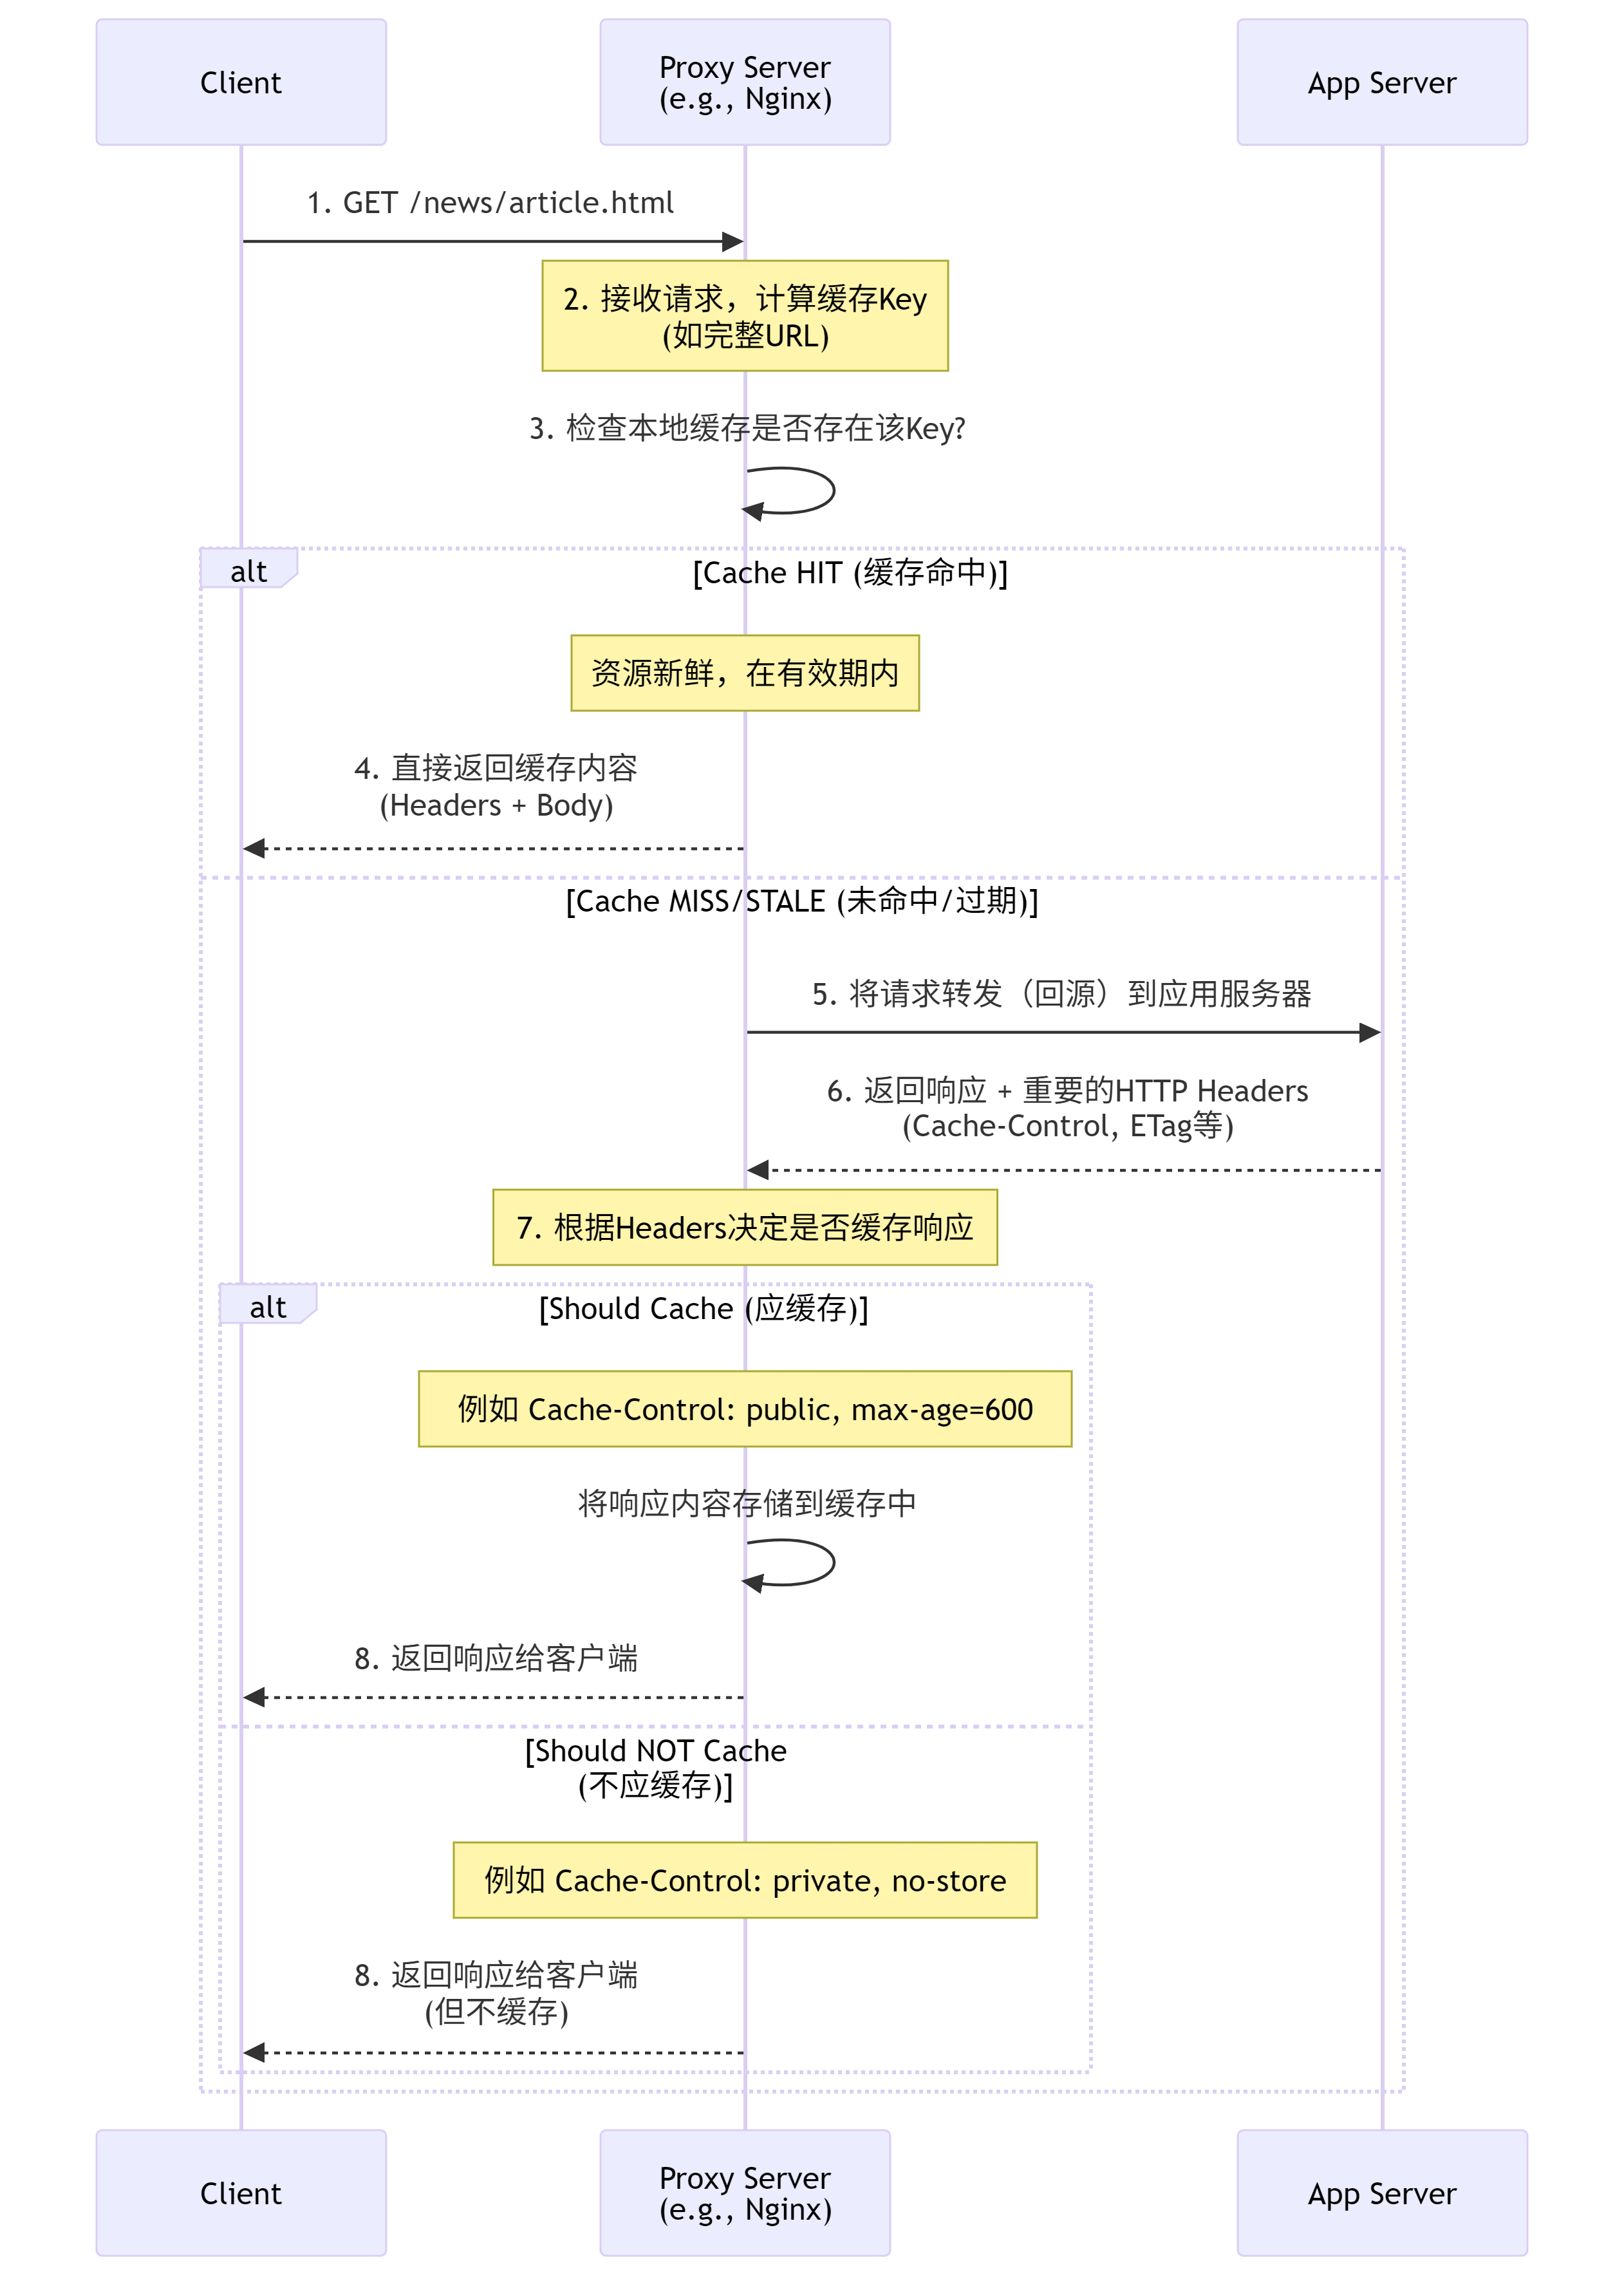 Client
Proxy Server
(e.g., Nginx)
App Server
1. GET /news/article.html
2. 接收请求，计算缓存Key
(如完整URL)
3. 检查本地缓存是否存在该Key?
alt
[Cache HIT (缓存命中)]
资源新鲜，在有效期内
4. 直接返回缓存内容
(Headers + Body)
[Cache MISS/STALE (未命中/过期)]
5. 将请求转发（回源）到应用服务器
6. 返回响应 + 重要的HTTP Headers
(Cache-Control, ETag等)
7. 根据Headers决定是否缓存响应
alt
[Should Cache (应缓存)]
例如 Cache-Control: public, max-age=600
将响应内容存储到缓存中
8. 返回响应给客户端
[Should NOT Cache
(不应缓存)]
例如 Cache-Control: private, no-store
8. 返回响应给客户端
(但不缓存)
Client
Proxy Server
(e.g., Nginx)
App Server